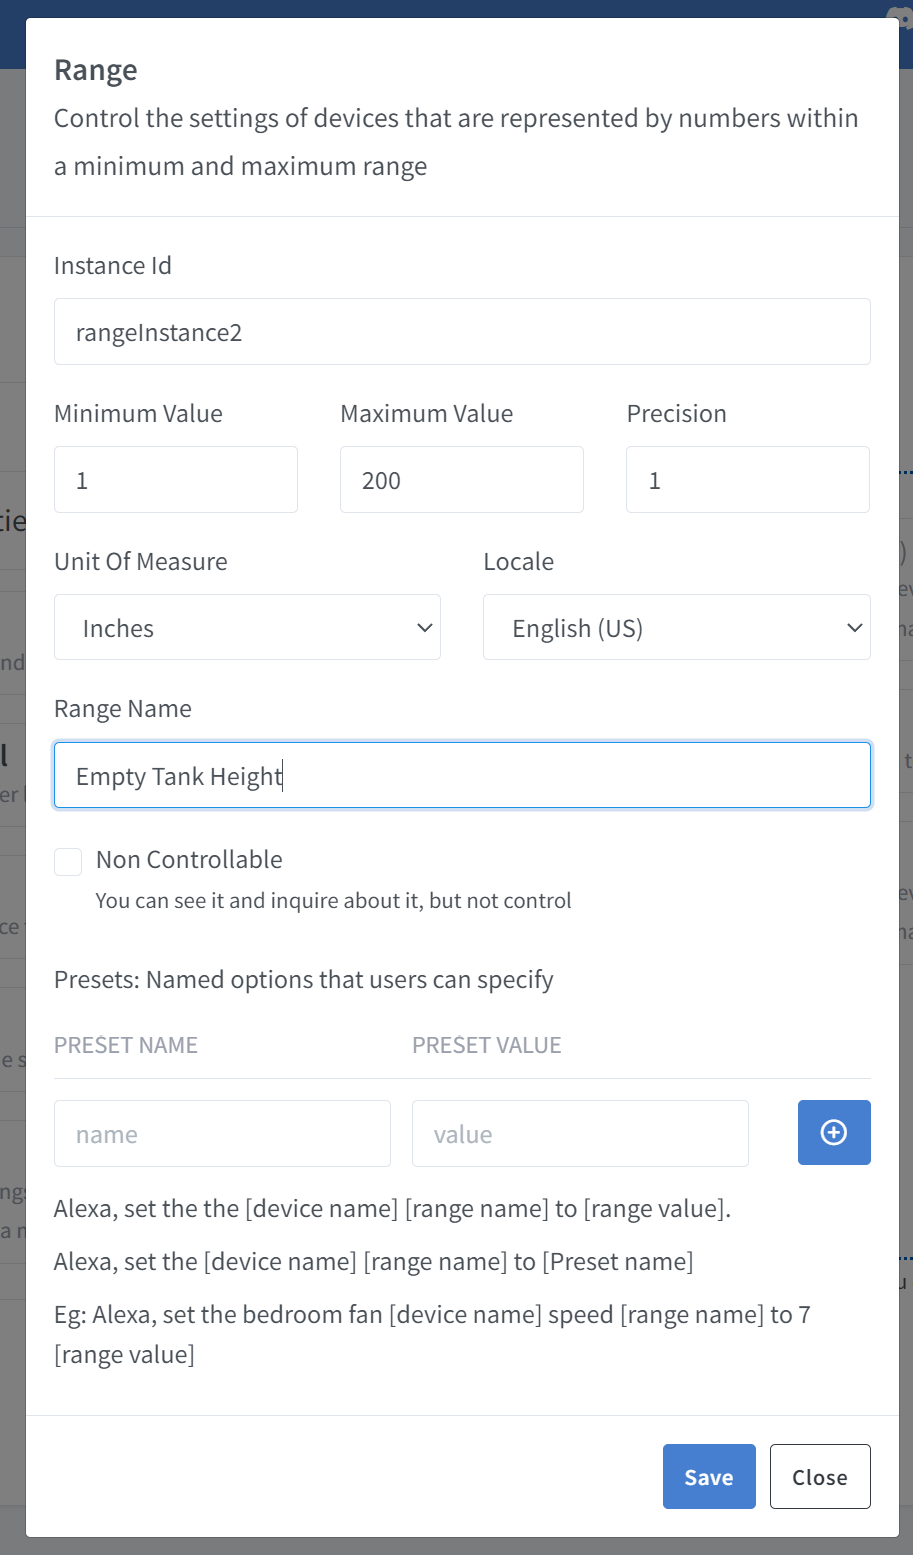 Range
Control the settings of devices that are represented by numbers within
a minimum and maximum range
Instance Id
rangeInstance2
Minimum Value Maximum Value Precision
1 200 1
Unit Of Measure Locale
Inches English (US)
Range Name
Empty Tank Height
Non Controllable
You can see it and inquire about it, but not control
Presets: Named options that users can specify
PRESET NAME PRESET VALUE
name value
Alexa, set the the [device name] [range name] to [range value].
Alexa, set the [device name] [range name] to [Preset name]
Eg: Alexa, set the bedroom fan [device name] speed [range name] to 7
[range value]
Save Close